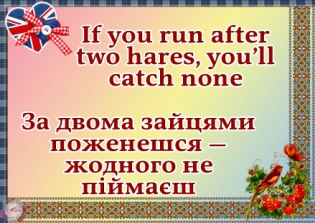 If you run after
two hares, you’ll
catch none
За двома зайцями
поженешся —
жодного не
піймаєш